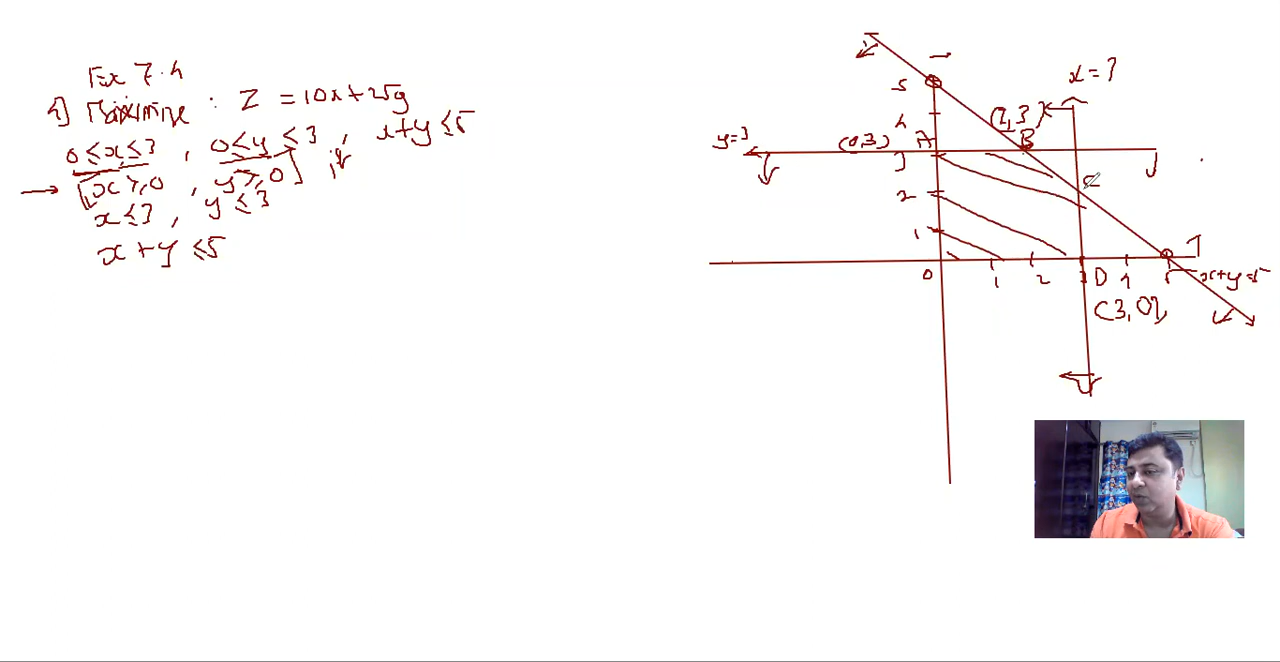 Ex 7.4
4] Maximize : Z = 10x+25y
0≤x≤3 , 0≤y≤3 , x+y≤5
→ [x≥0 , y≥0]
x≤3 , y≤3
x+y≤5
x=3
5
4
(2,3)
y=3 (0,3) A B
3
C
2
1
0 1 2 3 D 4 5 x+y=5
(3,0)